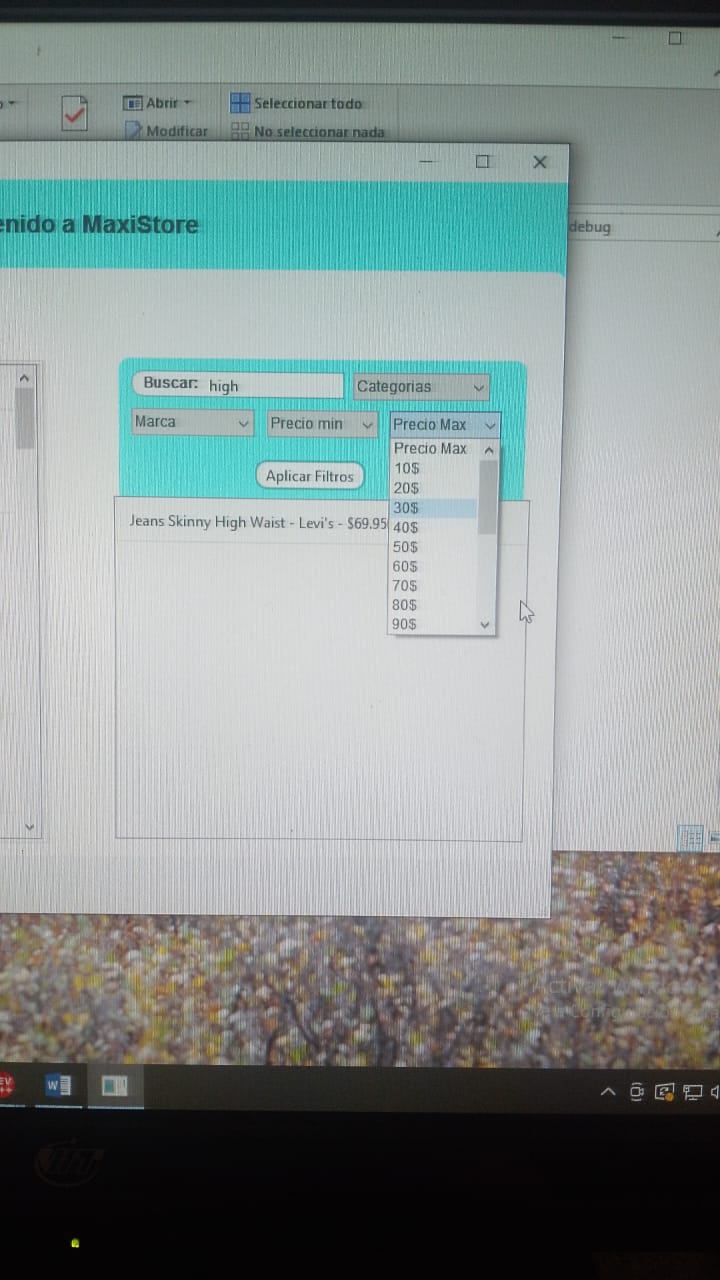 Abrir
Seleccionar todo
Modificar
No seleccionar nada
enido a MaxiStore
debug
Buscar: high
Categorias
Marca
Precio min
Precio Max
Precio Max
10$
20$
30$
40$
50$
60$
70$
80$
90$
Aplicar Filtros
Jeans Skinny High Waist - Levi's - $69.95